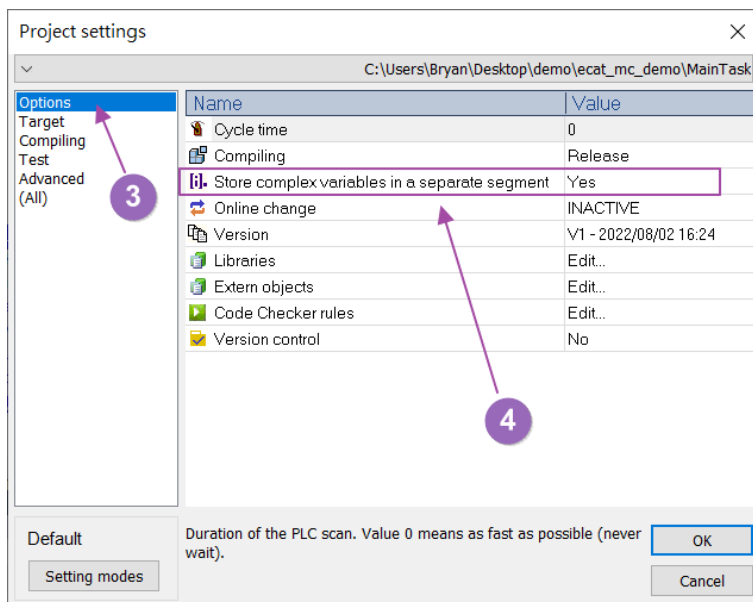 Project settings
C:\Users\Bryan\Desktop\demo\ecat_mc_demo\MainTask
Options
Target
Compiling
Test
Advanced
(All)
3
Name Value
Cycle time 0
Compiling Release
Store complex variables in a separate segment Yes
Online change INACTIVE
Version V1 - 2022/08/02 16:24
Libraries Edit...
Extern objects Edit...
Code Checker rules Edit...
Version control No
4
Default
Setting modes
Duration of the PLC scan. Value 0 means as fast as possible (never
wait).
OK
Cancel